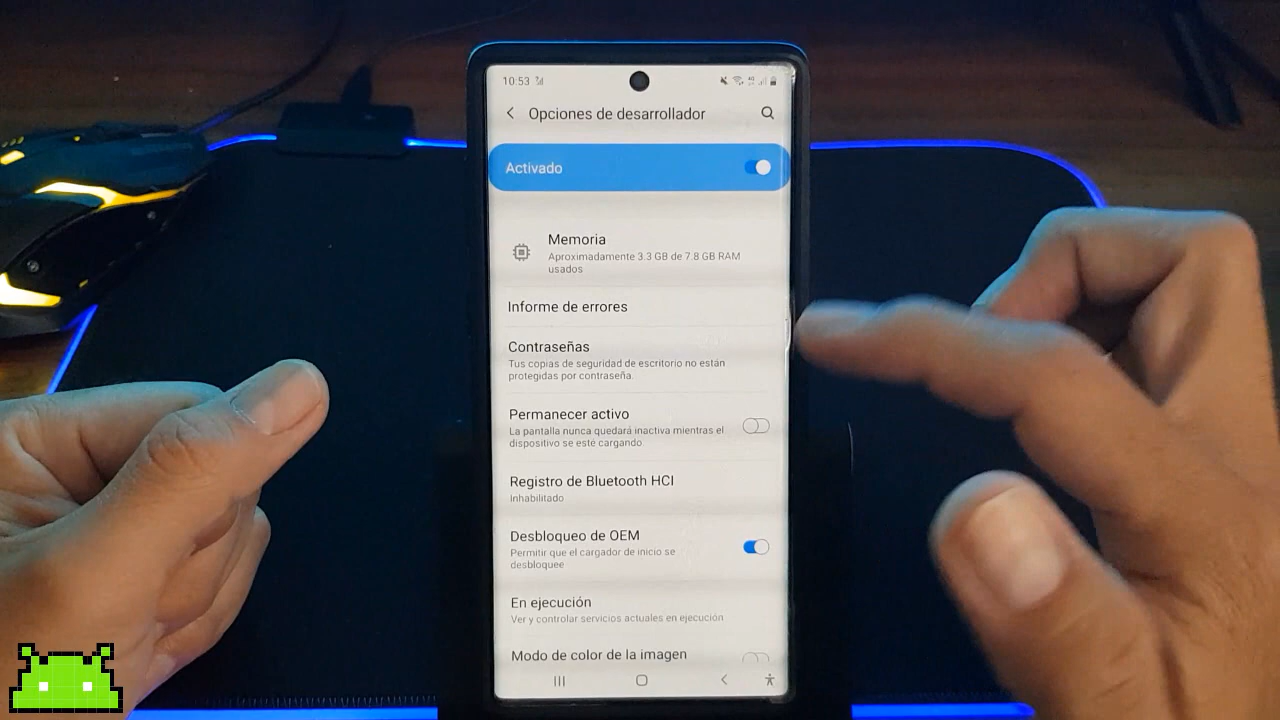 10:53
Opciones de desarrollador
Activado
Memoria
Aproximadamente 3.3 GB de 7.8 GB RAM
usados
Informe de errores
Contraseñas
Tus copias de seguridad de escritorio no están
protegidas por contraseña.
Permanecer activo
La pantalla nunca quedará inactiva mientras el
dispositivo se esté cargando.
Registro de Bluetooth HCI
Inhabilitado
Desbloqueo de OEM
Permitir que el cargador de inicio se
desbloquee
En ejecución
Ver y controlar servicios actuales en ejecución
Modo de color de la imagen